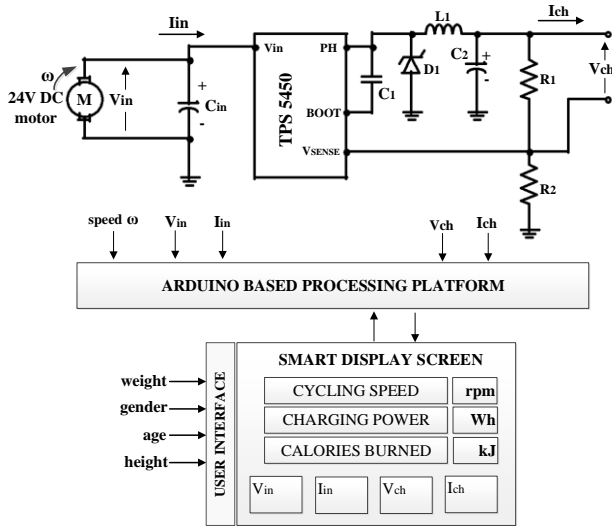 Iin
L1
Ich
Vin
PH
ω
24V DC
motor
M
Vin
+
Cin
-
TPS 5450
C1
D1
C2
+
-
R1
Vch
BOOT
VSENSE
R2
speed ω
Vin
Iin
Vch
Ich
ARDUINO BASED PROCESSING PLATFORM
USER INTERFACE
SMART DISPLAY SCREEN
weight
gender
age
height
CYCLING SPEED rpm
CHARGING POWER Wh
CALORIES BURNED kJ
Vin Iin Vch Ich